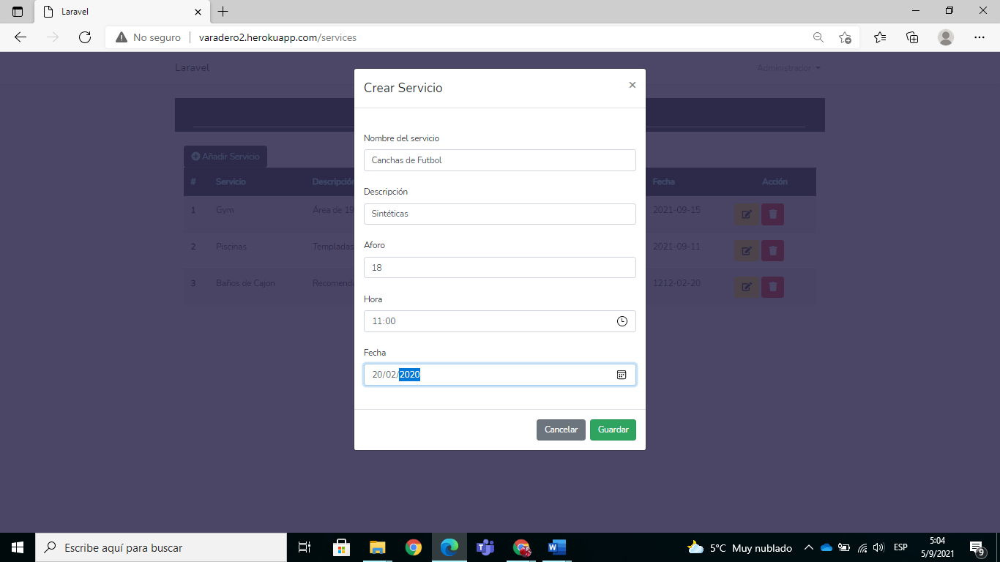 Laravel
No seguro
varadero2.herokuapp.com/services
Laravel
Administrador
Añadir Servicio
# Servicio Descripción Fecha Acción
1 Gym Área de 19 2021-09-15
2 Piscinas Templadas 2021-09-11
3 Baños de Cajon 1212-02-20
Crear Servicio
×
Nombre del servicio
Canchas de Futbol
Descripción
Sintéticas
Aforo
18
Hora
11:00
Fecha
20/02/2020
Cancelar Guardar
Escribe aquí para buscar
5°C Muy nublado
ESP
5:04
5/9/2021
9